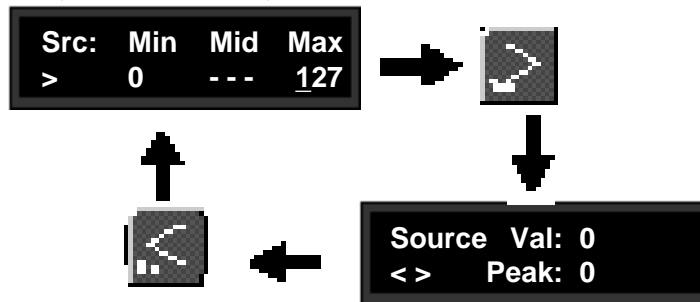 Src: Min Mid Max
> 0 --- 127
Source Val: 0
< > Peak: 0